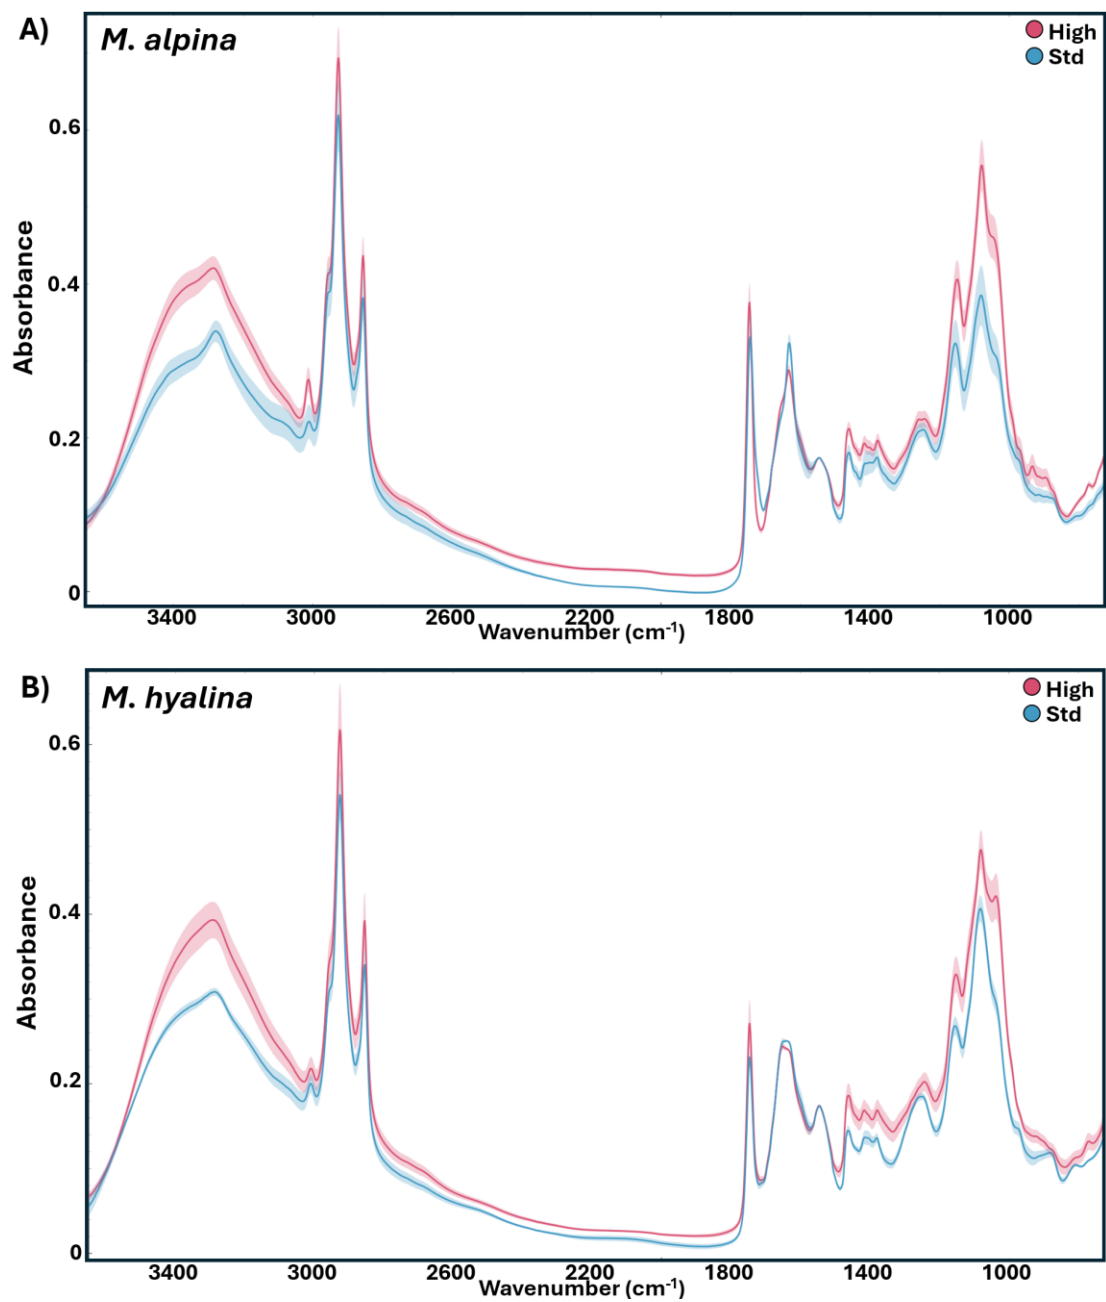 A)
M. alpina
High
Std
0.6
0.4
0.2
0
Absorbance
3400 3000 2600 2200 1800 1400 1000
Wavenumber (cm⁻¹)
B)
M. hyalina
High
Std
0.6
0.4
0.2
0
Absorbance
3400 3000 2600 2200 1800 1400 1000
Wavenumber (cm⁻¹)